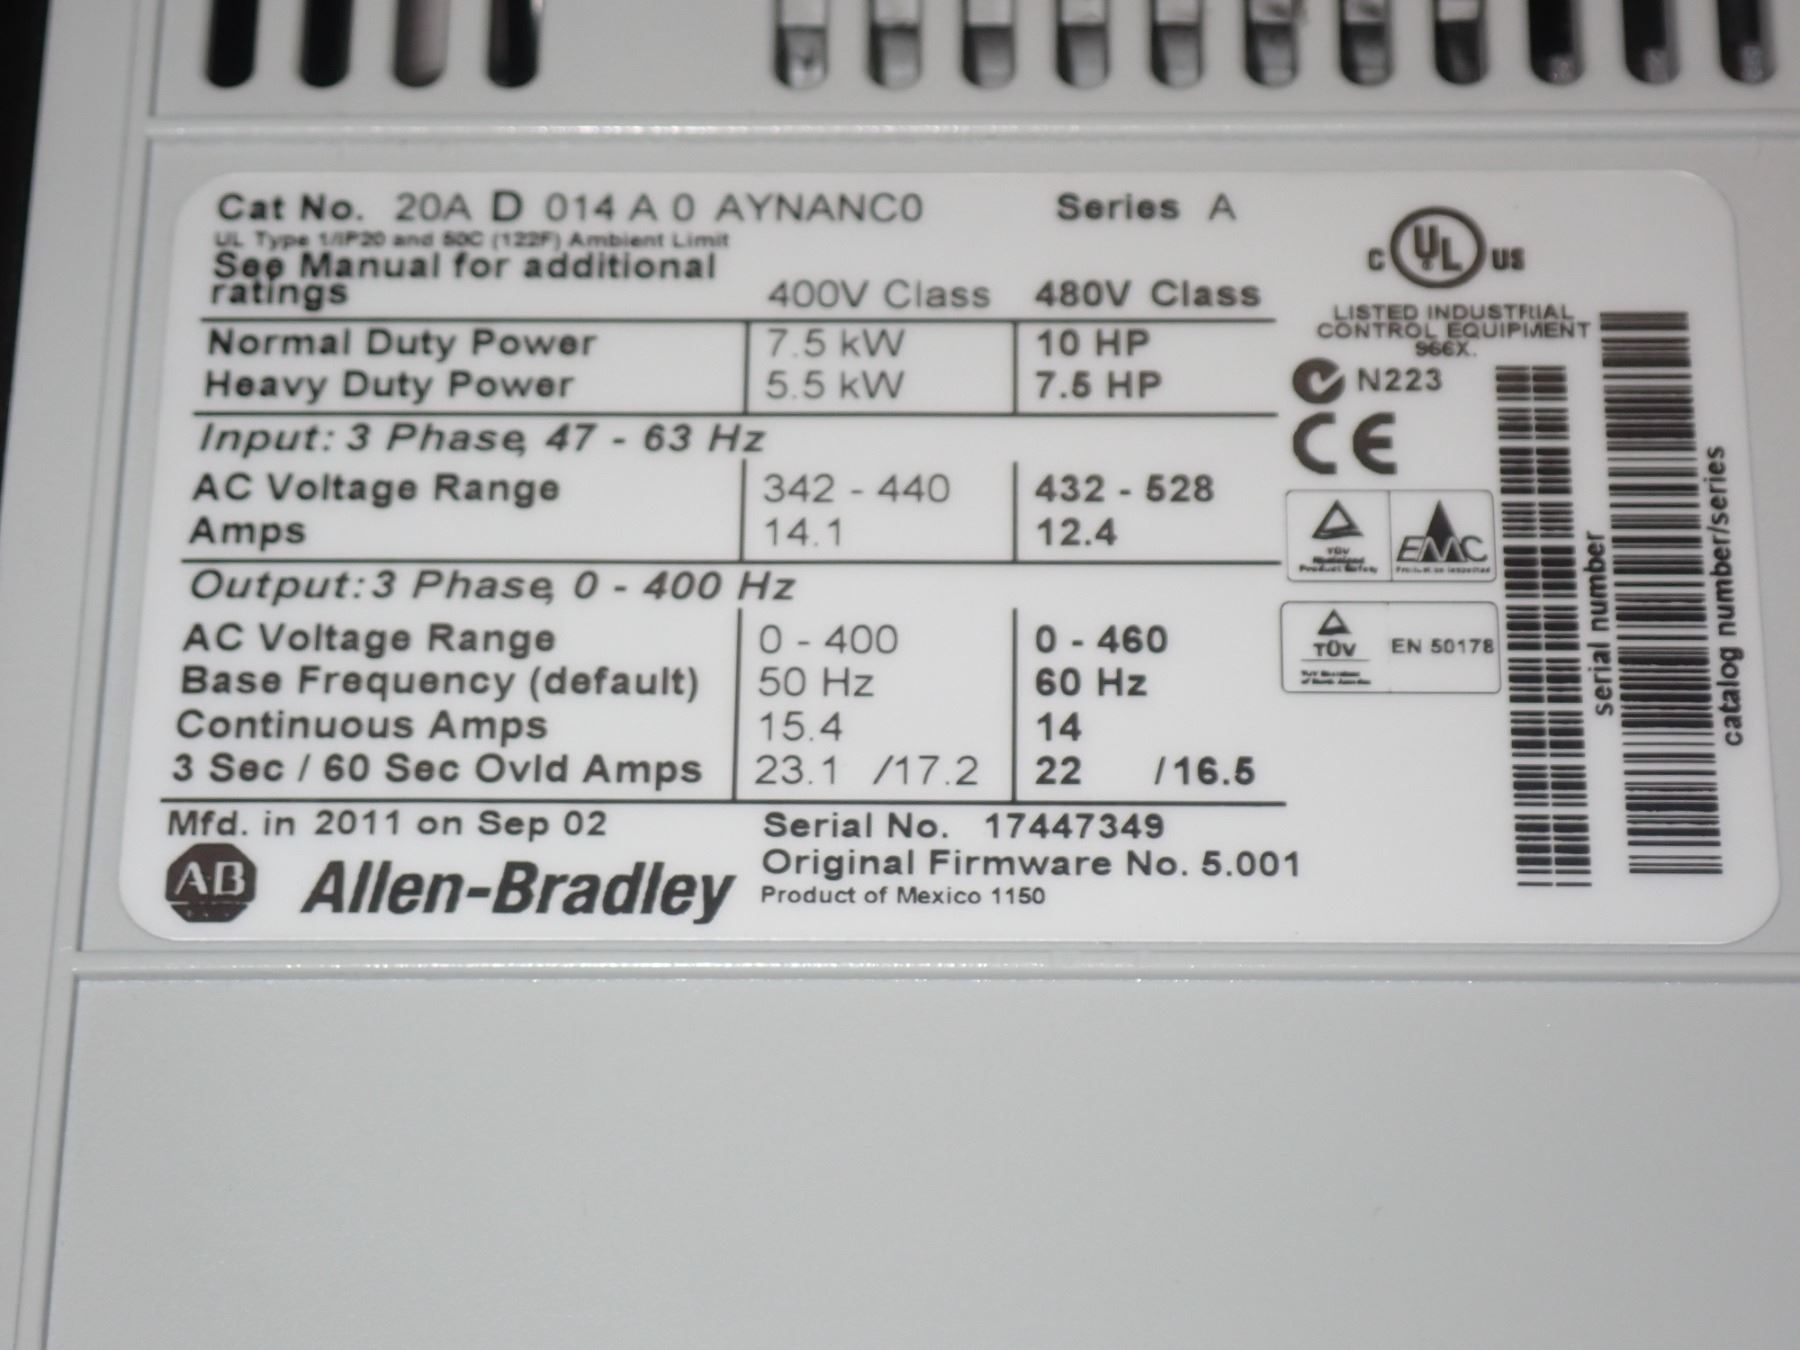 Cat No. 20A D 014 A 0 AYNANC0 Series A
UL Type 1/IP20 and 50C (122F) Ambient Limit
See Manual for additional
ratings 400V Class 480V Class
Normal Duty Power 7.5 kW 10 HP
Heavy Duty Power 5.5 kW 7.5 HP
Input: 3 Phase, 47 - 63 Hz
AC Voltage Range 342 - 440 432 - 528
Amps 14.1 12.4
Output: 3 Phase, 0 - 400 Hz
AC Voltage Range 0 - 400 0 - 460
Base Frequency (default) 50 Hz 60 Hz
Continuous Amps 15.4 14
3 Sec / 60 Sec Ovld Amps 23.1 /17.2 22 /16.5
Mfd. in 2011 on Sep 02 Serial No. 17447349
Original Firmware No. 5.001
AB Allen-Bradley Product of Mexico 1150
C UL US
LISTED INDUSTRIAL
CONTROL EQUIPMENT
966X.
N223
CE
TÜV
Rheinland
Product Safety
EMC
TÜV
EN 50178
serial number
catalog number/series